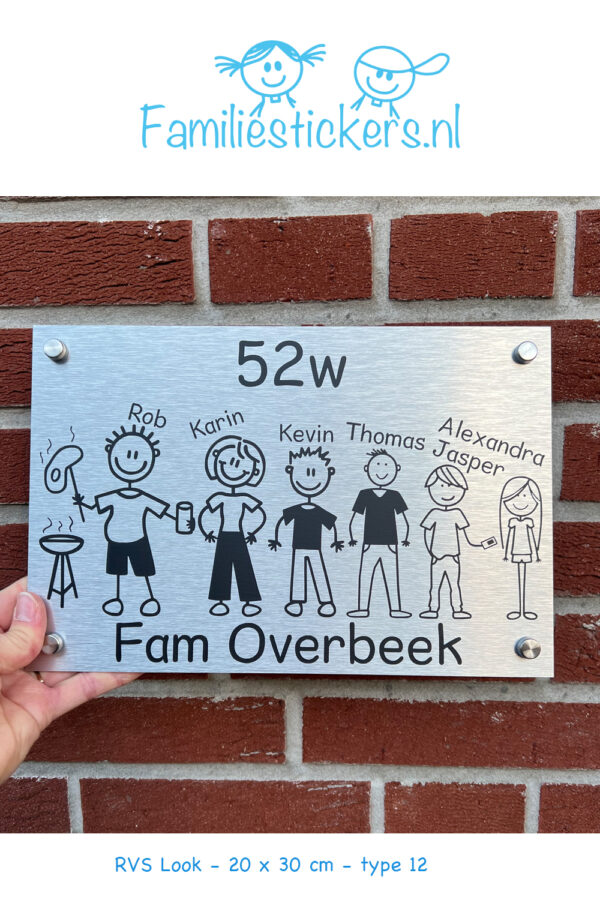 Familiestickers.nl
52w
Rob
Karin
Kevin
Thomas
Alexandra
Jasper
Fam Overbeek
RVS Look - 20 x 30 cm - type 12